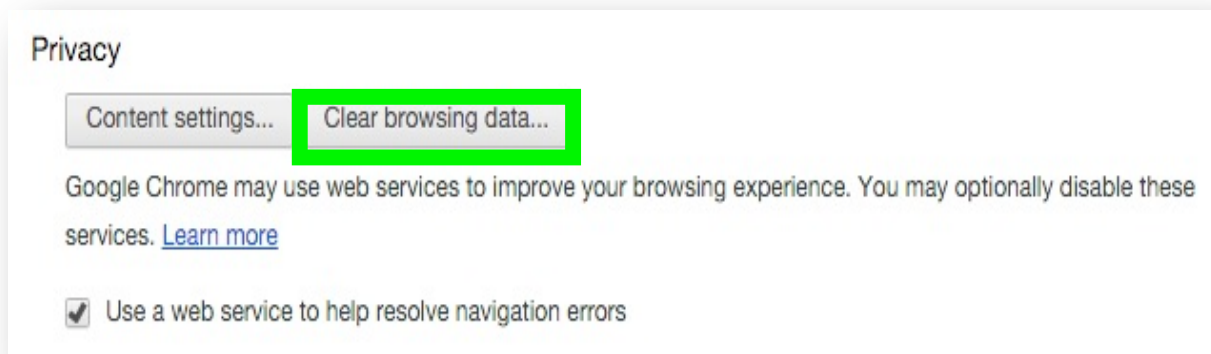 Privacy
Content settings... Clear browsing data...
Google Chrome may use web services to improve your browsing experience. You may optionally disable these
services. Learn more
Use a web service to help resolve navigation errors